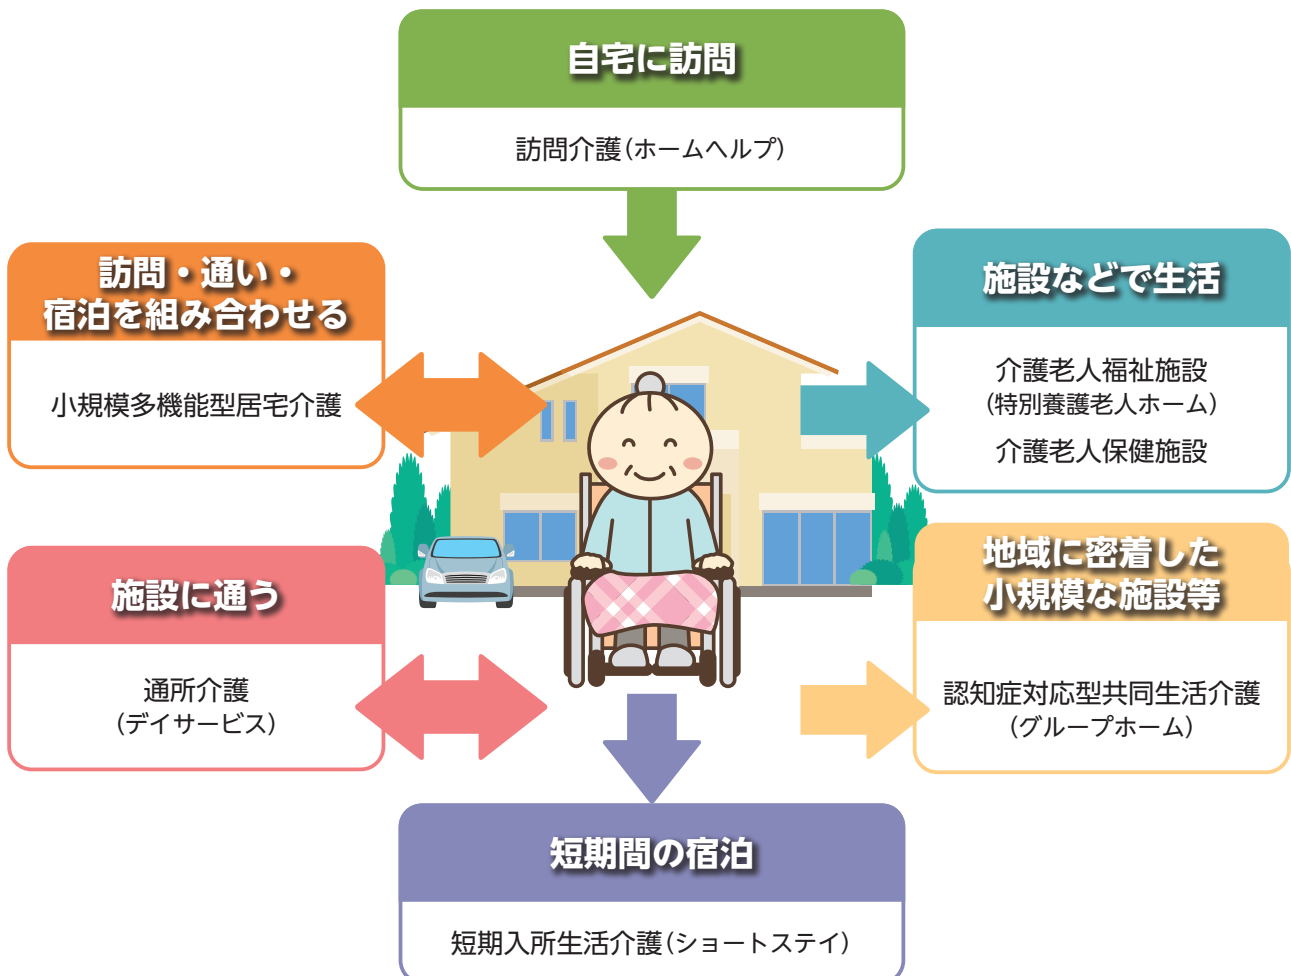 自宅に訪問
訪問介護(ホームヘルプ)
訪問・通い・
宿泊を組み合わせる
小規模多機能型居宅介護
施設などで生活
介護老人福祉施設
(特別養護老人ホーム)
介護老人保健施設
施設に通う
通所介護
(デイサービス)
地域に密着した
小規模な施設等
認知症対応型共同生活介護
(グループホーム)
短期間の宿泊
短期入所生活介護(ショートステイ)